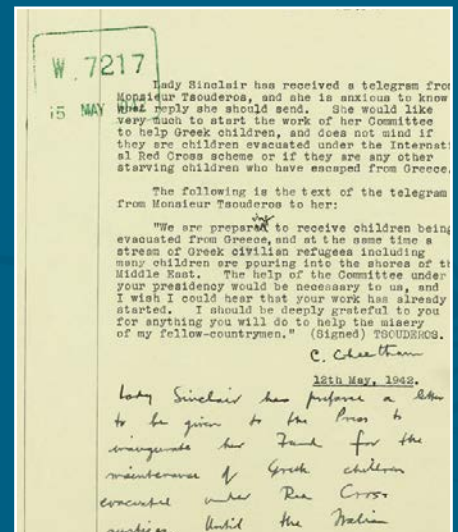 W 7217
15 MAY
Lady Sinclair has received a telegram from
Monsieur Tsouderos, and she is anxious to know
what reply she should send. She would like
very much to start the work of her Committee
to help Greek children, and does not mind if
they are children evacuated under the Internati
al Red Cross scheme or if they are any other
starving children who have escaped from Greece.
The following is the text of the telegram
from Monsieur Tsouderos to her:
ing
"We are prepared to receive children being
evacuated from Greece, and at the same time a
stream of Greek civilian refugees including
many children are pouring into the shores of th
Middle East. The help of the Committee under
your presidency would be necessary to us, and
I wish I could hear that your work has already
started. I should be deeply grateful to you
for anything you will do to help the misery
of my fellow-countrymen." (Signed) TSOUDEROS.
C. Cheetham
12th May, 1942.
Lady Sinclair has prepared a letter
to be given to the Press to
inaugurate her Fund for the
maintenance of Greek children
evacuated under Red Cross
auspices Until the Italian